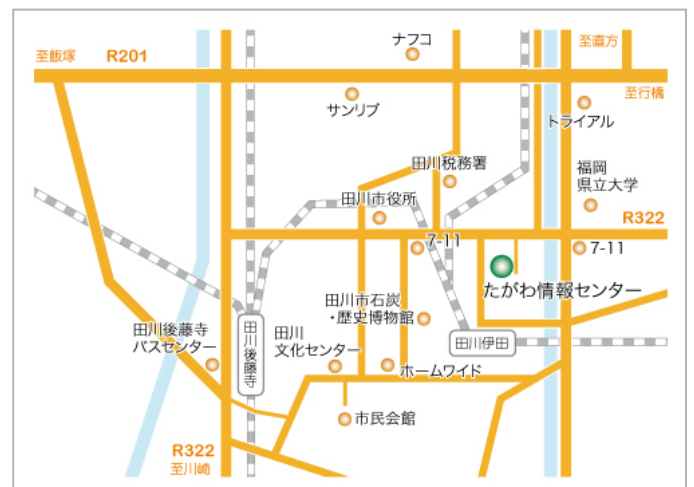 ナフコ
至直方
至飯塚
R201
至行橋
サンリブ
トライアル
田川税務署
福岡
県立大学
田川市役所
R322
7-11
7-11
たがわ情報センター
田川市石炭
・歴史博物館
田川後藤寺
バスセンター
田川後藤寺
田川
文化センター
田川伊田
ホームワイド
市民会館
R322
至川崎